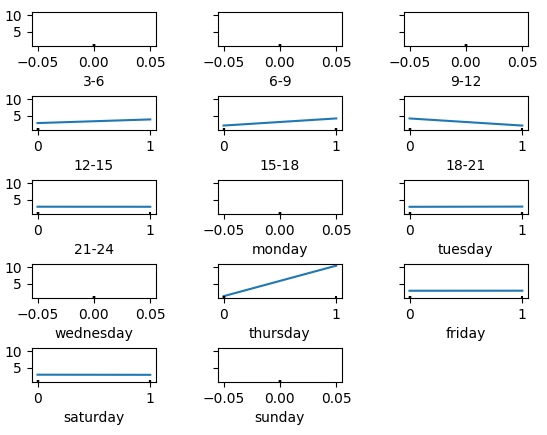 10
5
−0.05 0.00 0.05 −0.05 0.00 0.05 −0.05 0.00 0.05
3-6 6-9 9-12
10
5
0 1 0 1 0 1
12-15 15-18 18-21
10
5
0 1 −0.05 0.00 0.05 0 1
21-24 monday tuesday
10
5
−0.05 0.00 0.05 0 1 0 1
wednesday thursday friday
10
5
0 1 −0.05 0.00 0.05
saturday sunday